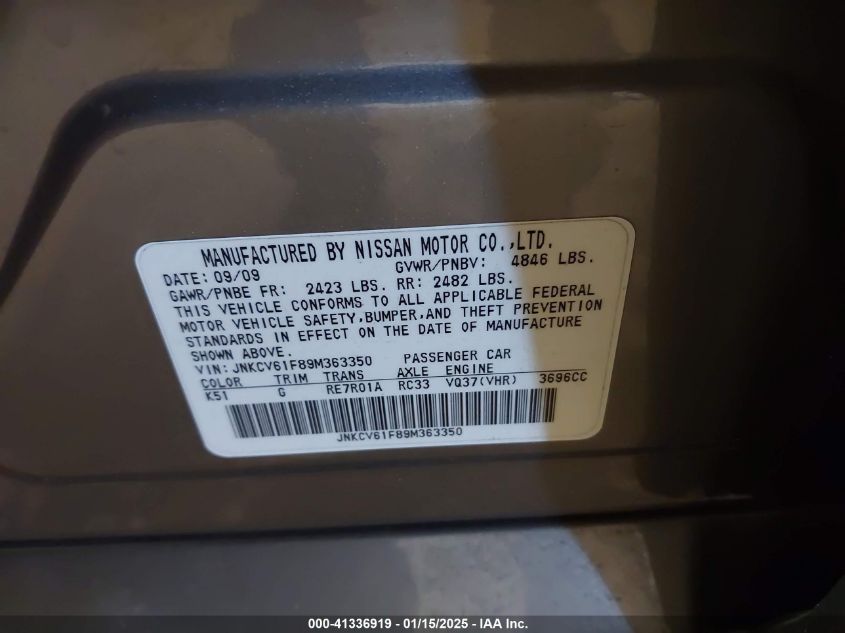 MANUFACTURED BY NISSAN MOTOR CO.,LTD.
DATE: 09/09 GVWR/PNBV: 4846 LBS.
GAWR/PNBE FR: 2423 LBS. RR: 2482 LBS.
THIS VEHICLE CONFORMS TO ALL APPLICABLE FEDERAL
MOTOR VEHICLE SAFETY,BUMPER,AND THEFT PREVENTION
STANDARDS IN EFFECT ON THE DATE OF MANUFACTURE
SHOWN ABOVE.
VIN: JNKCV61F89M363350 PASSENGER CAR
COLOR TRIM TRANS AXLE ENGINE
K51 G RE7R01A RC33 VQ37(VHR) 3696CC
JNKCV61F89M363350
000-41336919 - 01/15/2025 - IAA Inc.